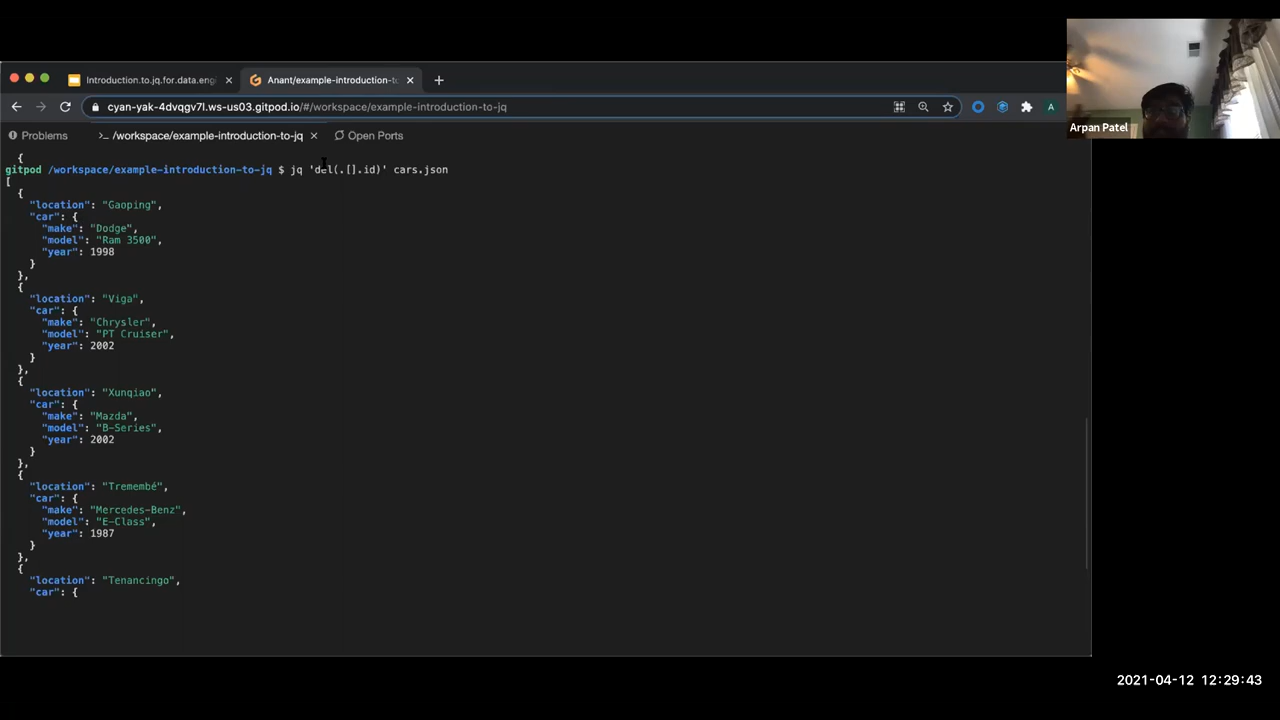 Introduction.to.jq.for.data.eng
Anant/example-introduction-to
cyan-yak-4dvqgv7l.ws-us03.gitpod.io/#/workspace/example-introduction-to-jq
A
Arpan Patel
Problems
>_ /workspace/example-introduction-to-jq
Open Ports
{
gitpod /workspace/example-introduction-to-jq $ jq 'del(.[].id)' cars.json
[
{
"location": "Gaoping",
"car": {
"make": "Dodge",
"model": "Ram 3500",
"year": 1998
}
},
{
"location": "Viga",
"car": {
"make": "Chrysler",
"model": "PT Cruiser",
"year": 2002
}
},
{
"location": "Xunqiao",
"car": {
"make": "Mazda",
"model": "B-Series",
"year": 2002
}
},
{
"location": "Tremembé",
"car": {
"make": "Mercedes-Benz",
"model": "E-Class",
"year": 1987
}
},
{
"location": "Tenancingo",
"car": {
2021-04-12 12:29:43